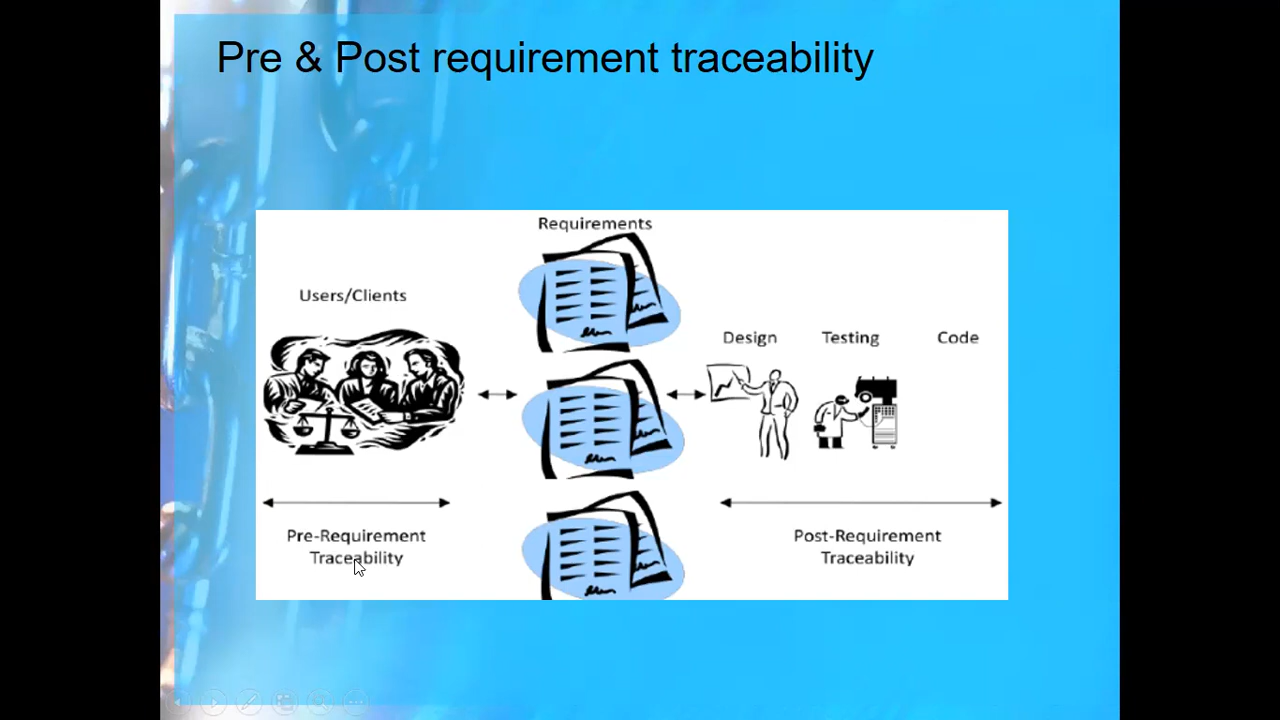 Pre & Post requirement traceability
Requirements
Users/Clients
Design
Testing
Code
Pre-Requirement
Traceability
Post-Requirement
Traceability